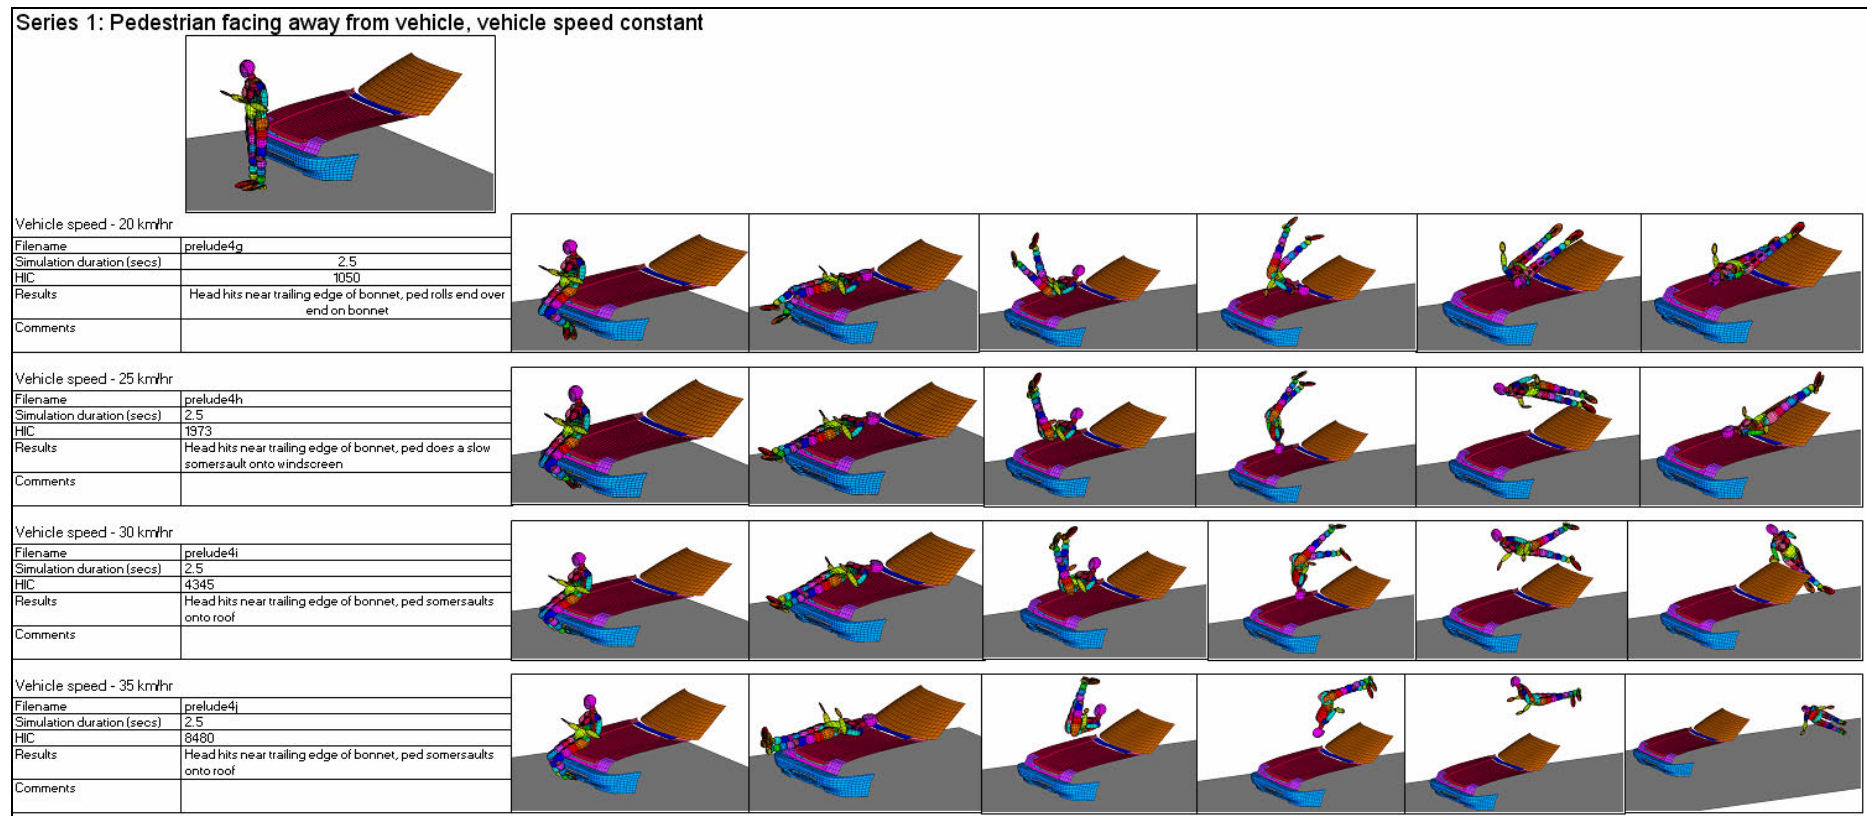 Series 1: Pedestrian facing away from vehicle, vehicle speed constant
Vehicle speed - 20 km/hr
Filename prelude4g
Simulation duration (secs) 2.5
HIC 1050
Results Head hits near trailing edge of bonnet, ped rolls end over
end on bonnet
Comments
Vehicle speed - 25 km/hr
Filename prelude4h
Simulation duration (secs) 2.5
HIC 1973
Results Head hits near trailing edge of bonnet, ped does a slow
somersault onto windscreen
Comments
Vehicle speed - 30 km/hr
Filename prelude4i
Simulation duration (secs) 2.5
HIC 4345
Results Head hits near trailing edge of bonnet, ped somersaults
onto roof
Comments
Vehicle speed - 35 km/hr
Filename prelude4j
Simulation duration (secs) 2.5
HIC 8480
Results Head hits near trailing edge of bonnet, ped somersaults
onto roof
Comments